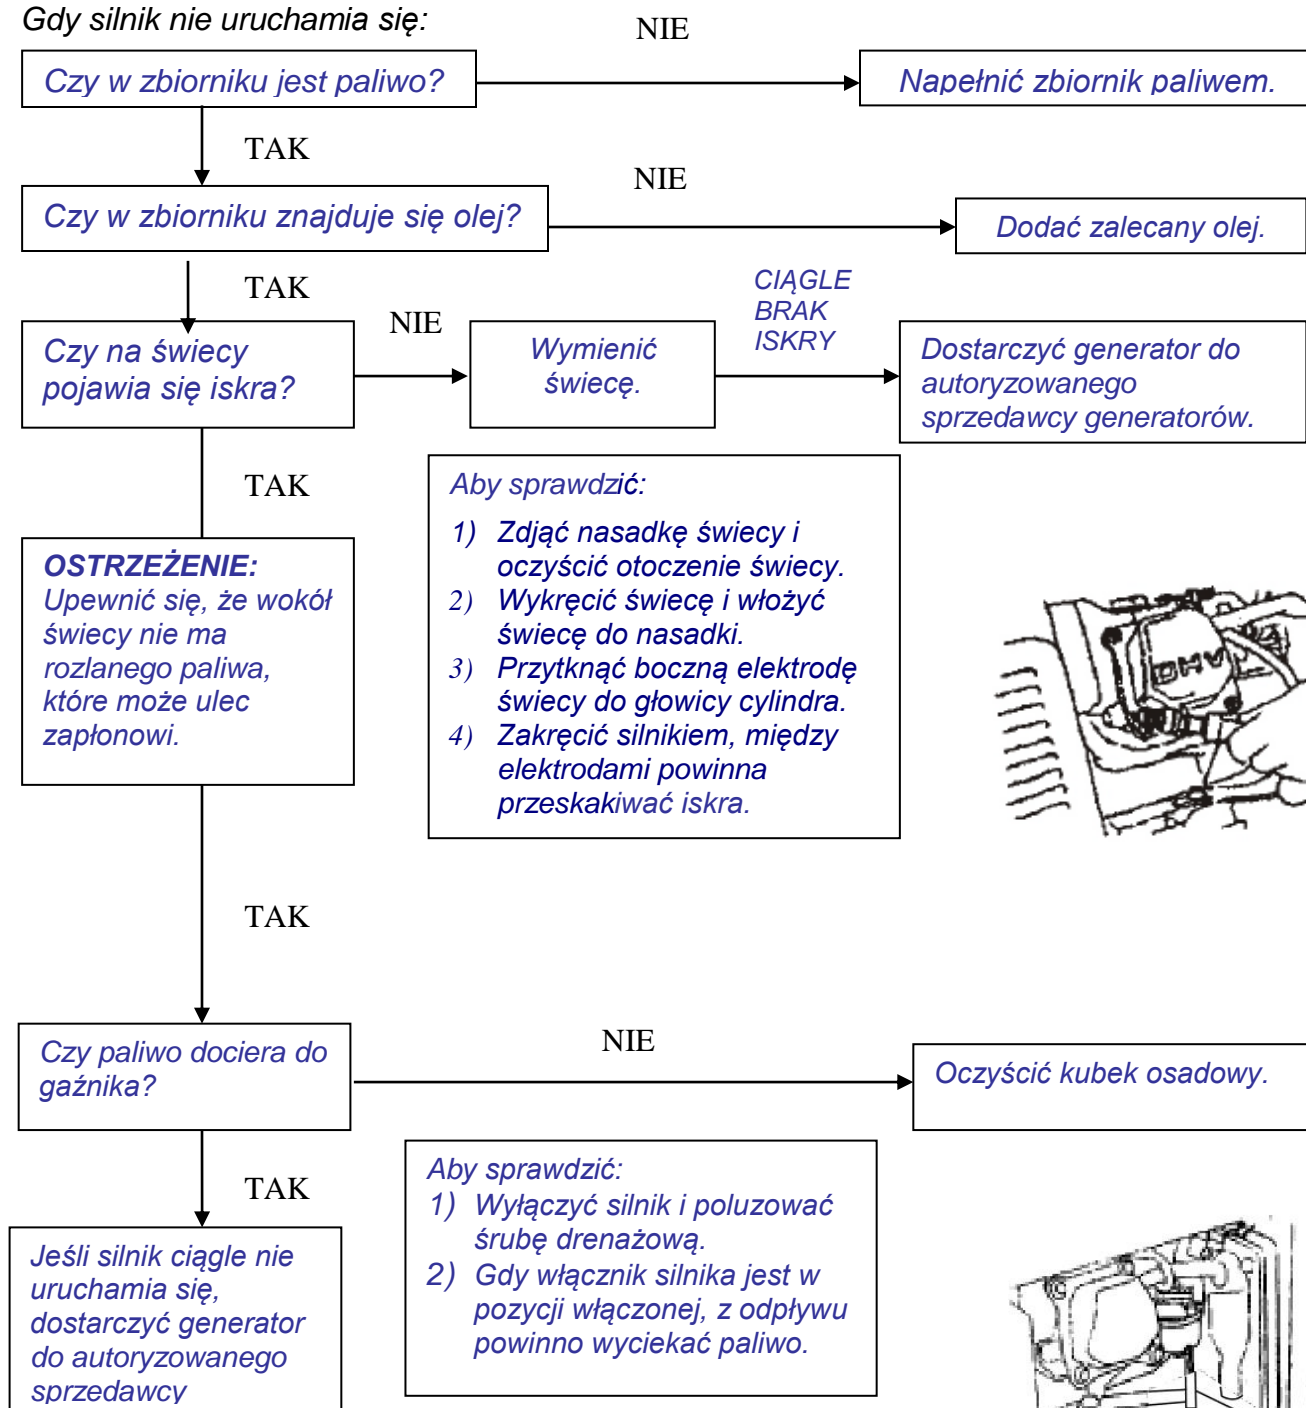 Gdy silnik nie uruchamia się:
NIE
Czy w zbiorniku jest paliwo?
Napełnić zbiornik paliwem.
TAK
NIE
Czy w zbiorniku znajduje się olej?
Dodać zalecany olej.
TAK
NIE
CIĄGLE
BRAK
ISKRY
Czy na świecy
pojawia się iskra?
Wymienić
świecę.
Dostarczyć generator do
autoryzowanego
sprzedawcy generatorów.
TAK
OSTRZEŻENIE:
Upewnić się, że wokół
świecy nie ma
rozlanego paliwa,
które może ulec
zapłonowi.
Aby sprawdzić:
1) Zdjąć nasadkę świecy i
oczyścić otoczenie świecy.
2) Wykręcić świecę i włożyć
świecę do nasadki.
3) Przytknąć boczną elektrodę
świecy do głowicy cylindra.
4) Zakręcić silnikiem, między
elektrodami powinna
przeskakiwać iskra.
OHV
TAK
Czy paliwo dociera do
gaźnika?
NIE
Oczyścić kubek osadowy.
TAK
Aby sprawdzić:
1) Wyłączyć silnik i poluzować
śrubę drenażową.
2) Gdy włącznik silnika jest w
pozycji włączonej, z odpływu
powinno wyciekać paliwo.
Jeśli silnik ciągle nie
uruchamia się,
dostarczyć generator
do autoryzowanego
sprzedawcy